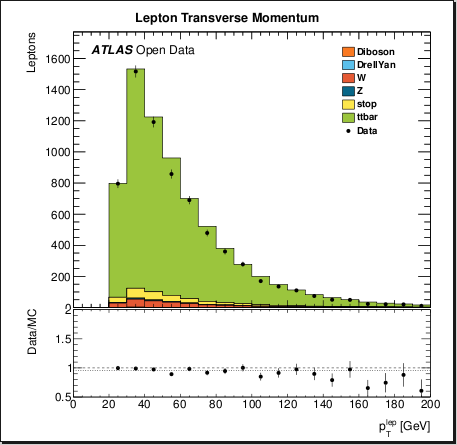 Lepton Transverse Momentum
Leptons
ATLAS Open Data
Diboson
DrellYan
W
Z
stop
ttbar
Data
1600
1400
1200
1000
800
600
400
200
0
Data/MC
2
1.5
1
0.5
0 20 40 60 80 100 120 140 160 180 200
p_T^lep [GeV]